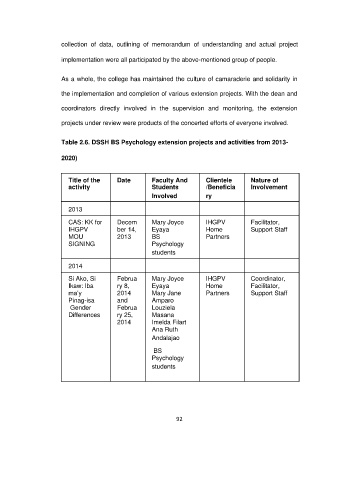 collection of data, outlining of memorandum of understanding and actual project
implementation were all participated by the above-mentioned group of people.
As a whole, the college has maintained the culture of camaraderie and solidarity in
the implementation and completion of various extension projects. With the dean and
coordinators directly involved in the supervision and monitoring, the extension
projects under review were products of the concerted efforts of everyone involved.
Table 2.6. DSSH BS Psychology extension projects and activities from 2013-
2020)
Title of the
activity
Date
Faculty And
Students
Involved
Clientele
/Beneficia
ry
Nature of
Involvement
2013
CAS: KK for
IHGPV
MOU
SIGNING
Decem
ber 14,
2013
Mary Joyce
Eyaya
BS
Psychology
students
IHGPV
Home
Partners
Facilitator,
Support Staff
2014
Si Ako, Si
Ikaw: Iba
ma'y
Pinag-isa
Gender
Differences
Februa
ry 8,
2014
and
Februa
ry 25,
2014
Mary Joyce
Eyaya
Mary Jane
Amparo
Louziela
Masana
Imelda Filart
Ana Ruth
Andalajao
BS
Psychology
students
IHGPV
Home
Partners
Coordinator,
Facilitator,
Support Staff
92